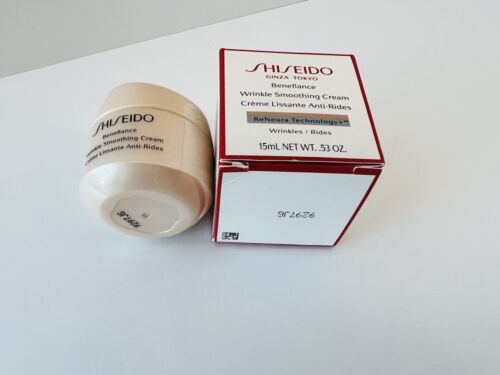 SHISEIDO
Benefiance
Wrinkle Smoothing Cream
Crème Lissante Anti-Rides
9297JG
SHISEIDO
GINZA TOKYO
Benefiance
Wrinkle Smoothing Cream
Crème Lissante Anti-Rides
ReNeura Technology+™
Wrinkles / Rides
15mL NET WT. .53 OZ.
9297JG